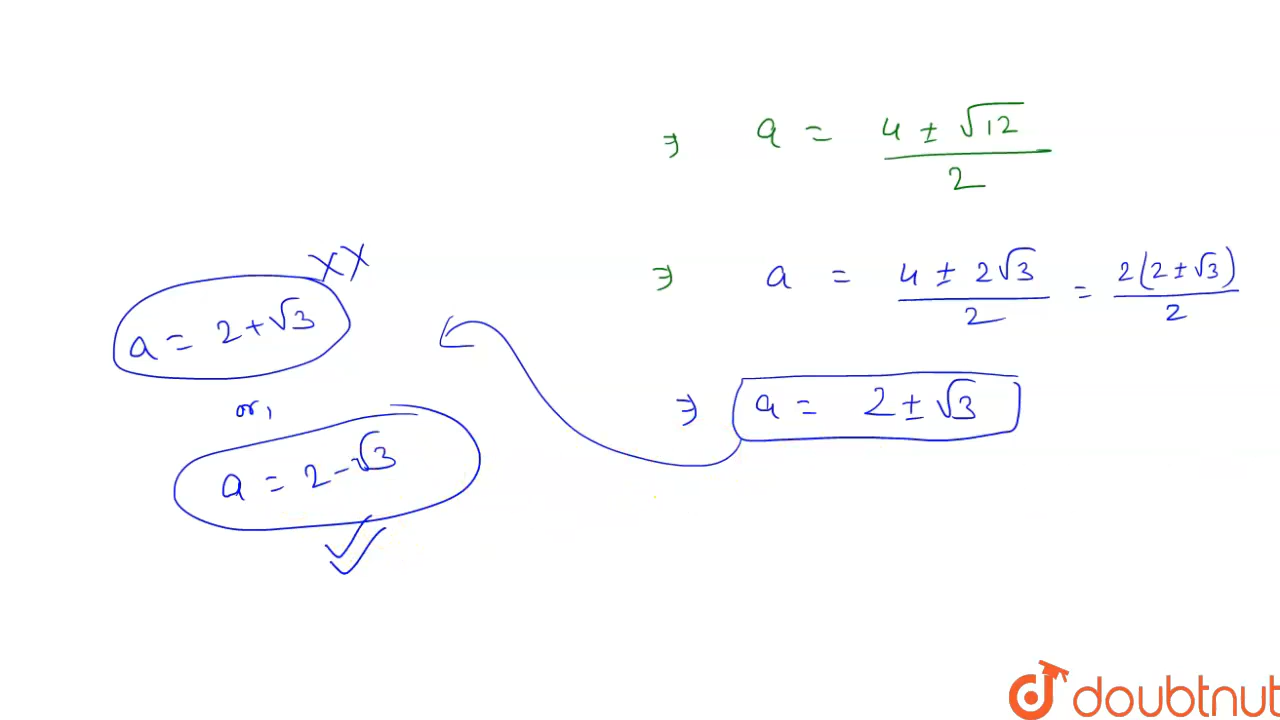 ⇒ a = (4 ± √12)/2
⇒ a = (4 ± 2√3)/2 = 2(2 ± √3)/2
⇒ a = 2 ± √3
XX
a = 2 + √3
or,
a = 2 - √3
doubtnut